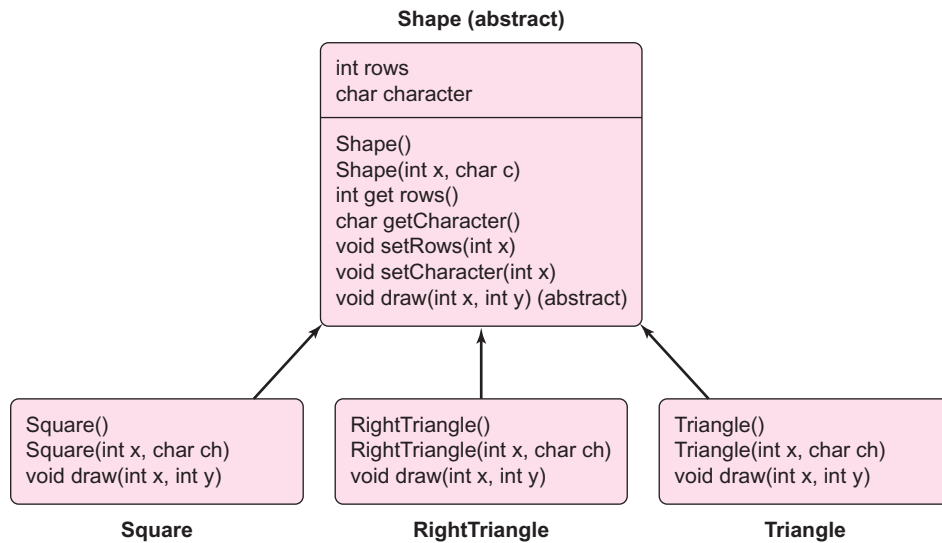 Shape (abstract)
int rows
char character
Shape()
Shape(int x, char c)
int get rows()
char getCharacter()
void setRows(int x)
void setCharacter(int x)
void draw(int x, int y) (abstract)
Square()
Square(int x, char ch)
void draw(int x, int y)
Square
RightTriangle()
RightTriangle(int x, char ch)
void draw(int x, int y)
RightTriangle
Triangle()
Triangle(int x, char ch)
void draw(int x, int y)
Triangle